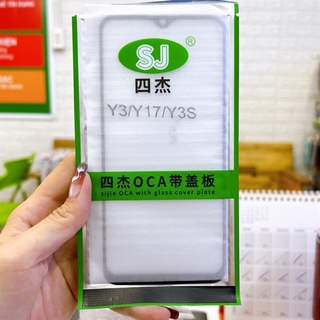 SJ
®
四杰
Y3/Y17/Y3S
四杰OCA带盖板
sijie OCA with glass cover plate